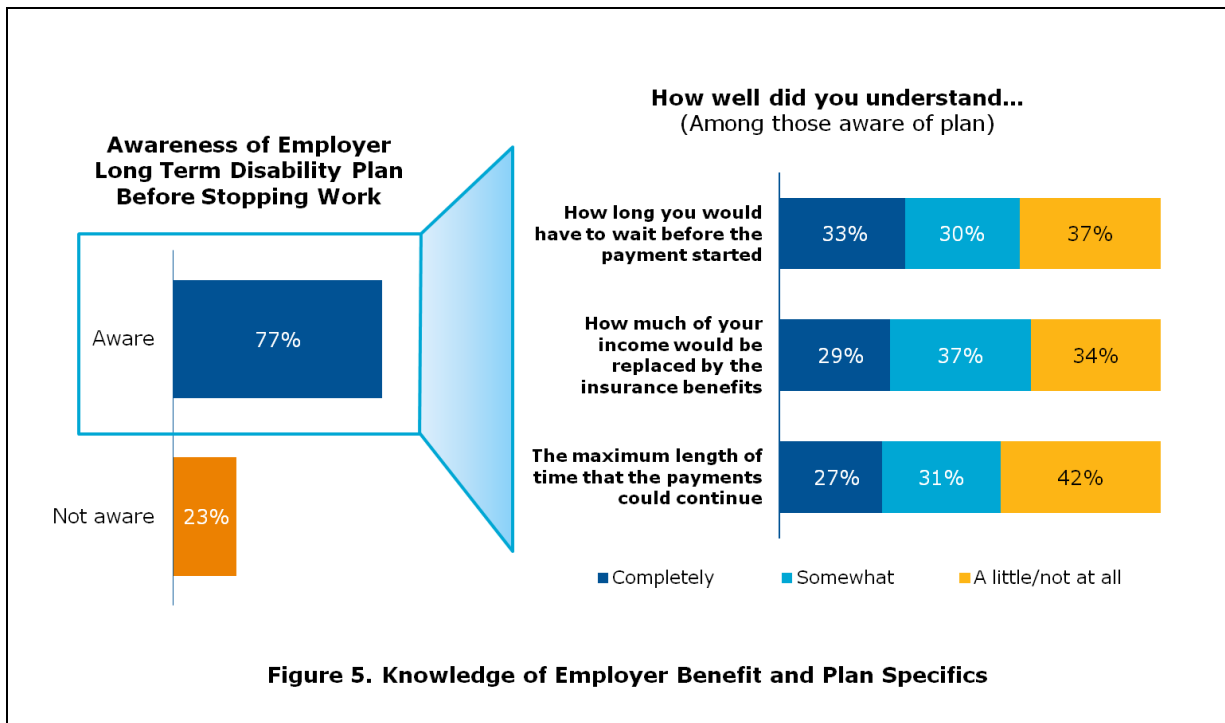 Awareness of Employer
Long Term Disability Plan
Before Stopping Work
Aware
77%
Not aware
23%
How well did you understand...
(Among those aware of plan)
How long you would
have to wait before the
payment started
33%
30%
37%
How much of your
income would be
replaced by the
insurance benefits
29%
37%
34%
The maximum length of
time that the payments
could continue
27%
31%
42%
Completely
Somewhat
A little/not at all
Figure 5. Knowledge of Employer Benefit and Plan Specifics